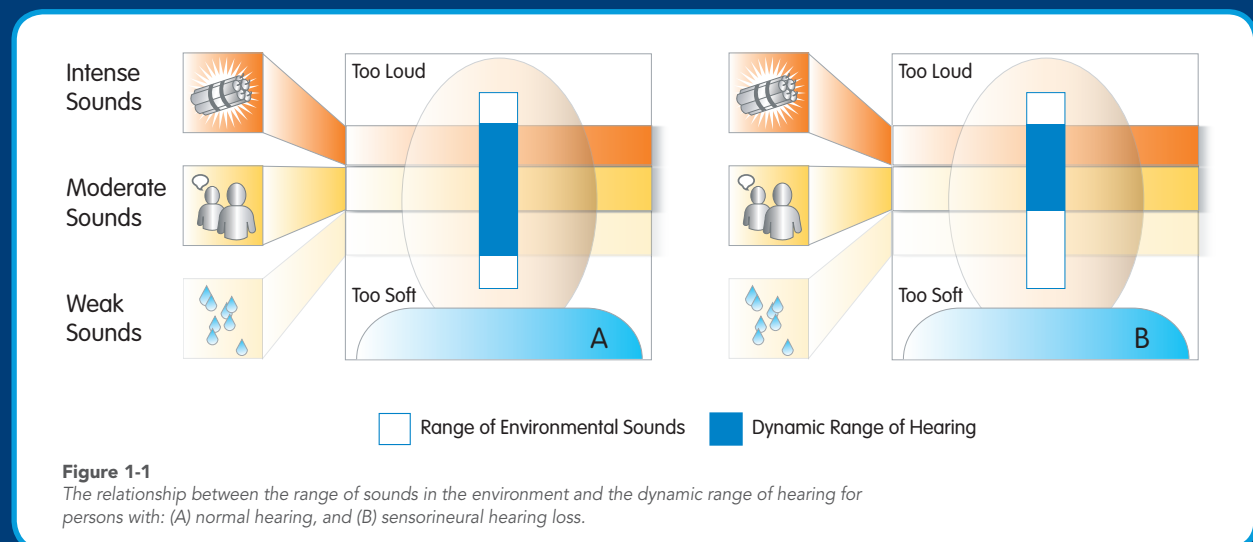 Intense
Sounds
Too Loud
Too Loud
Moderate
Sounds
Weak
Sounds
Too Soft
A
Too Soft
B
Range of Environmental Sounds
Dynamic Range of Hearing
Figure 1-1
The relationship between the range of sounds in the environment and the dynamic range of hearing for
persons with: (A) normal hearing, and (B) sensorineural hearing loss.